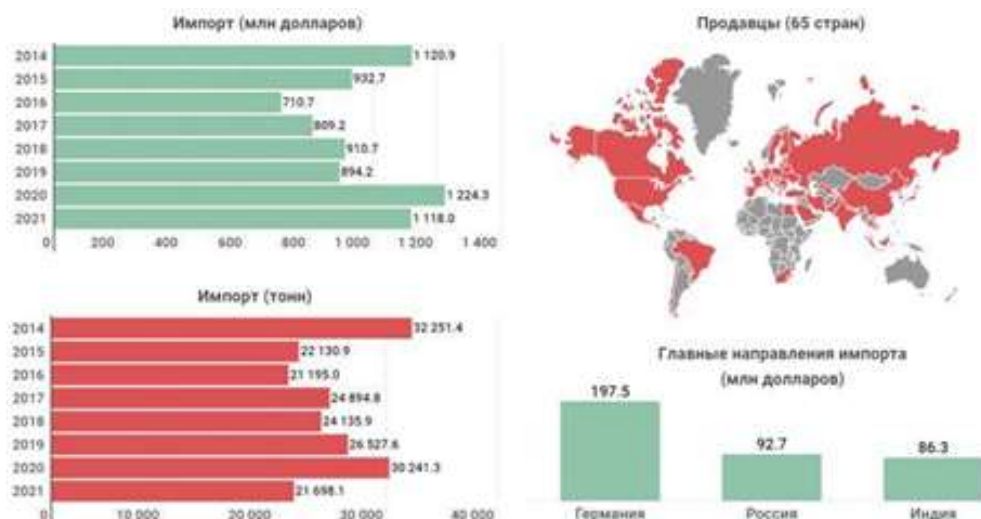 Импорт (млн долларов)
2014 1 120.9
2015 932.7
2016 710.7
2017 809.2
2018 910.7
2019 894.2
2020 1 224.3
2021 1 118.0
0 200 400 600 800 1 000 1 200 1 400
Импорт (тонн)
2014 32 251.4
2015 22 130.9
2016 21 195.0
2017 24 894.8
2018 24 135.9
2019 26 527.6
2020 30 241.3
2021 21 698.1
0 10 000 20 000 30 000 40 000
Продавцы (65 стран)
Главные направления импорта
(млн долларов)
197.5 92.7 86.3
Германия Россия Индия